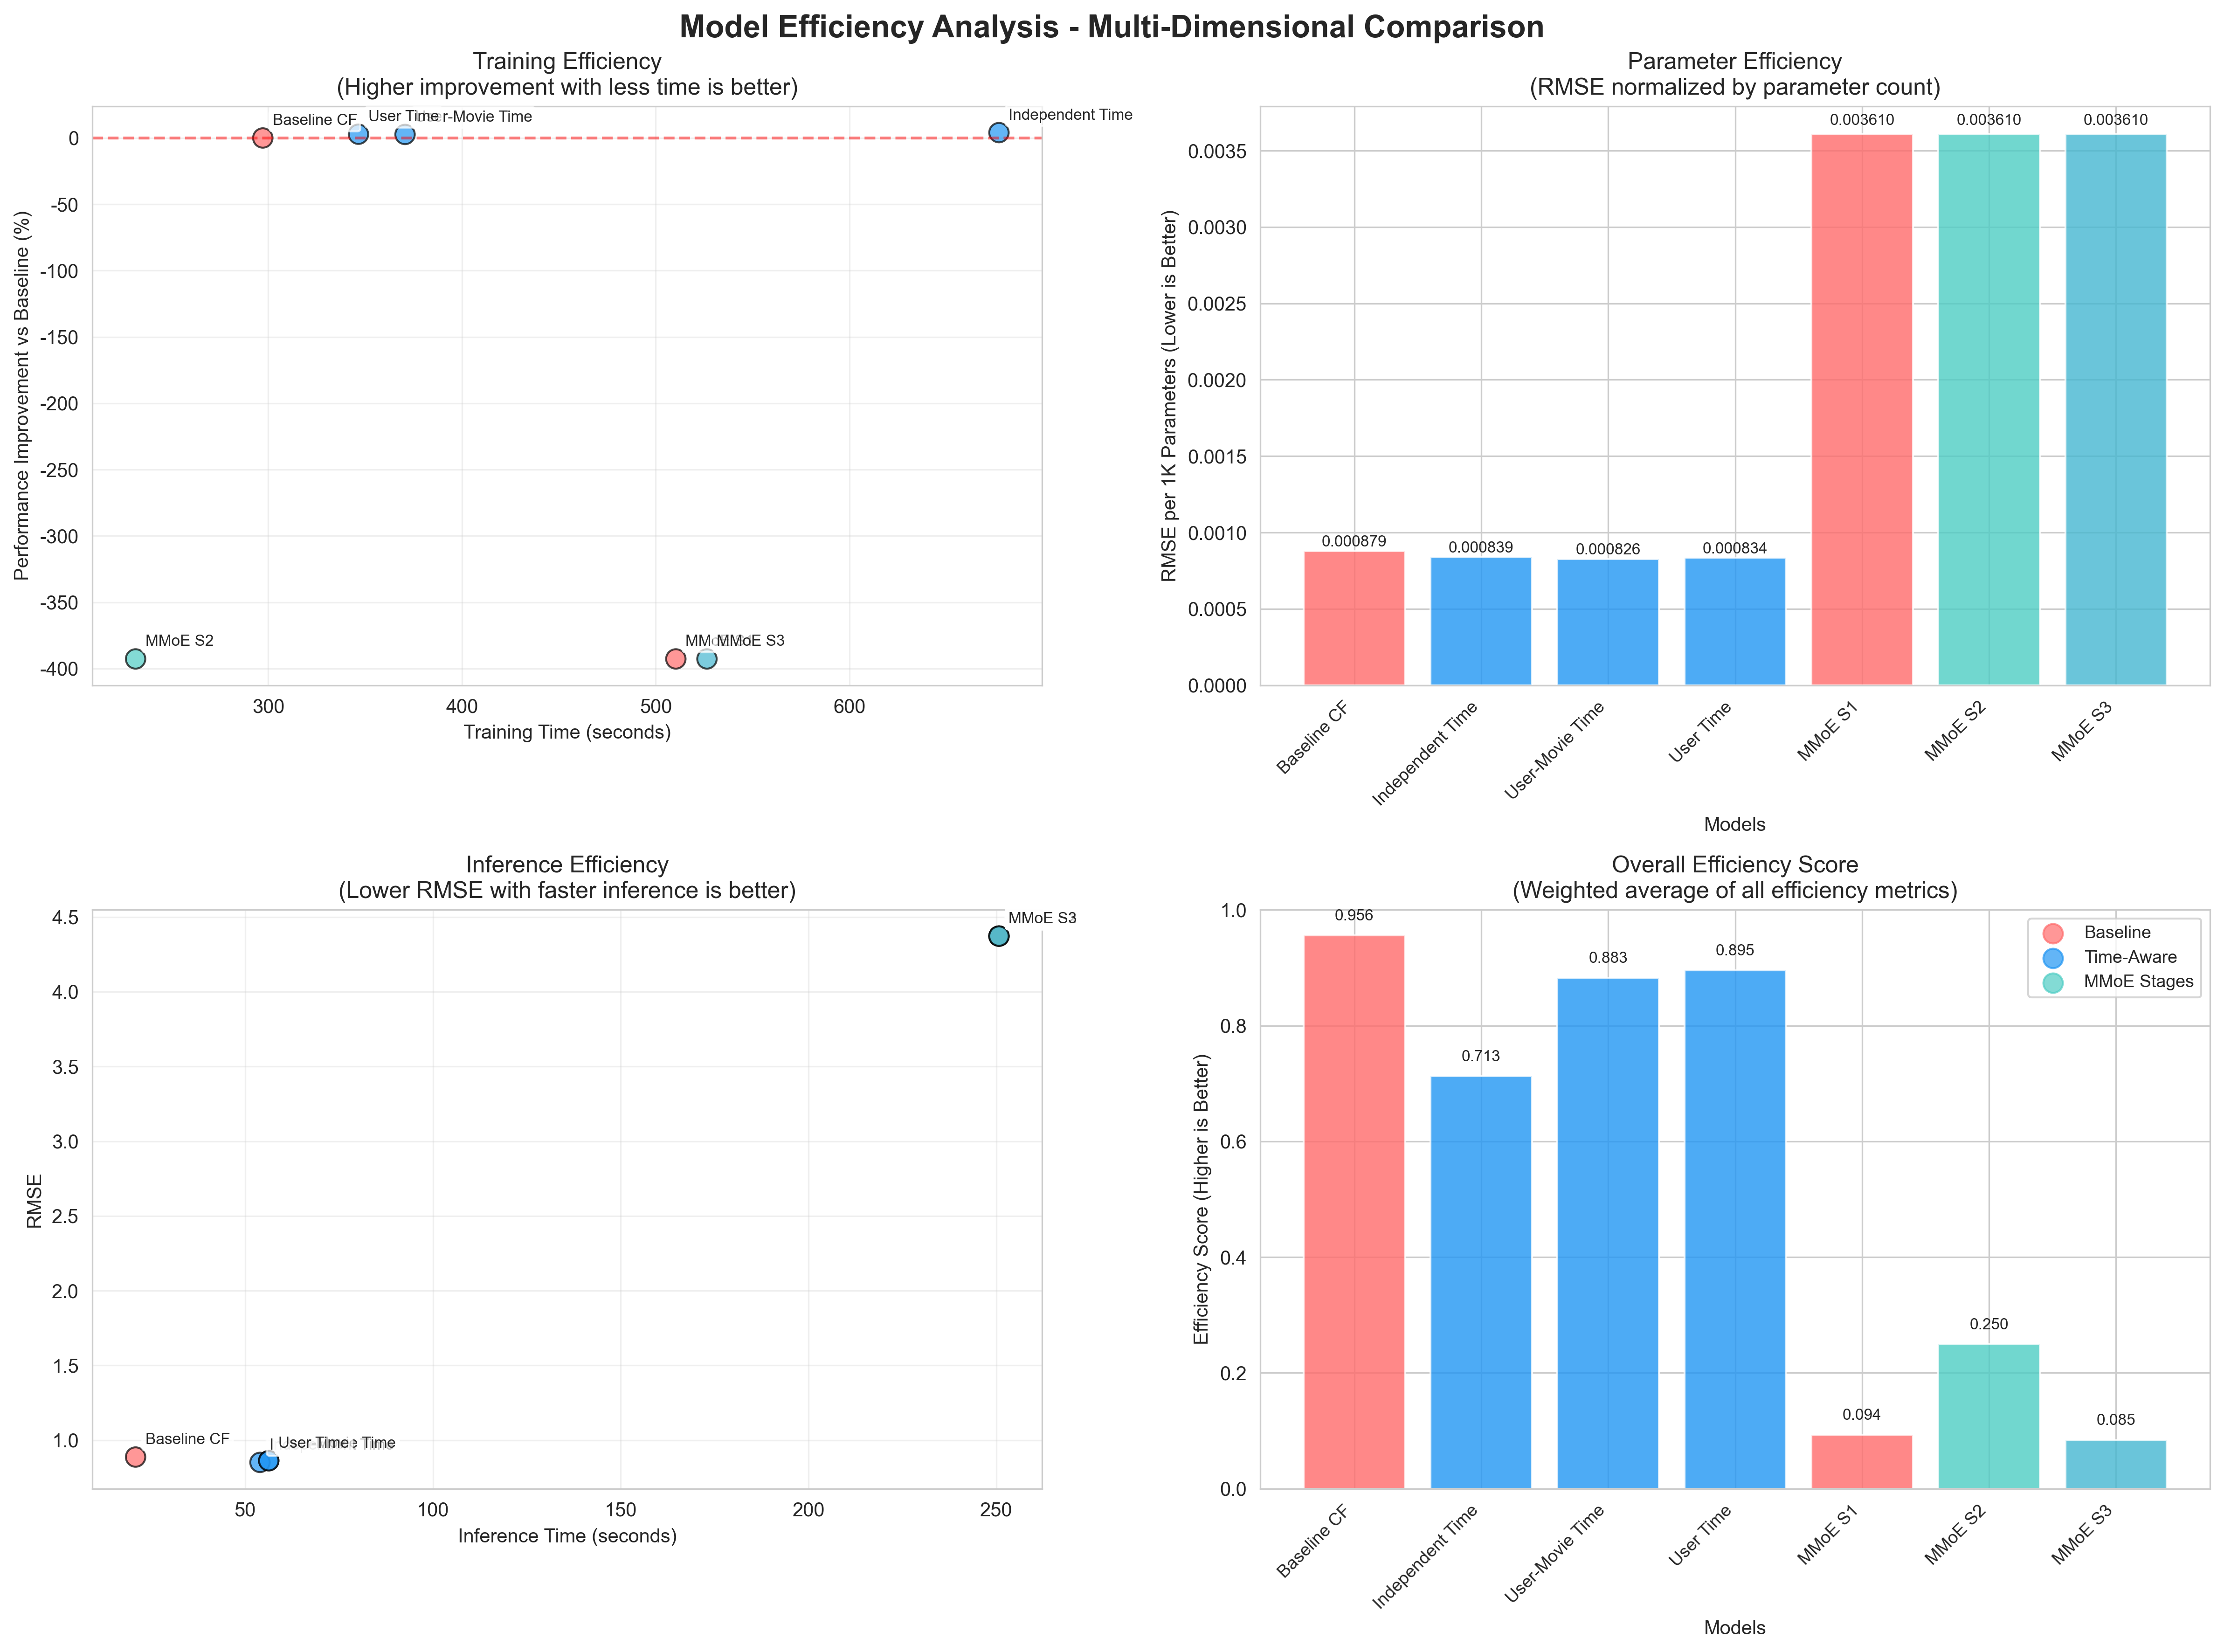 Model Efficiency Analysis - Multi-Dimensional Comparison
Training Efficiency
(Higher improvement with less time is better)
Performance Improvement vs Baseline (%)
0
-50
-100
-150
-200
-250
-300
-350
-400
Baseline CF
User Time
r-Movie Time
Independent Time
MMoE S2
MM
MMoE S3
300
400
500
600
Training Time (seconds)
Parameter Efficiency
(RMSE normalized by parameter count)
RMSE per 1K Parameters (Lower is Better)
0.0035
0.0030
0.0025
0.0020
0.0015
0.0010
0.0005
0.0000
0.000879
0.000839
0.000826
0.000834
0.003610
0.003610
0.003610
Baseline CF
Independent Time
User-Movie Time
User Time
MMoE S1
MMoE S2
MMoE S3
Models
Inference Efficiency
(Lower RMSE with faster inference is better)
RMSE
4.5
4.0
3.5
3.0
2.5
2.0
1.5
1.0
MMoE S3
Baseline CF
User Time
Time
50
100
150
200
250
Inference Time (seconds)
Overall Efficiency Score
(Weighted average of all efficiency metrics)
Efficiency Score (Higher is Better)
1.0
0.8
0.6
0.4
0.2
0.0
0.956
0.713
0.883
0.895
0.094
0.250
0.085
Baseline
Time-Aware
MMoE Stages
Baseline CF
Independent Time
User-Movie Time
User Time
MMoE S1
MMoE S2
MMoE S3
Models